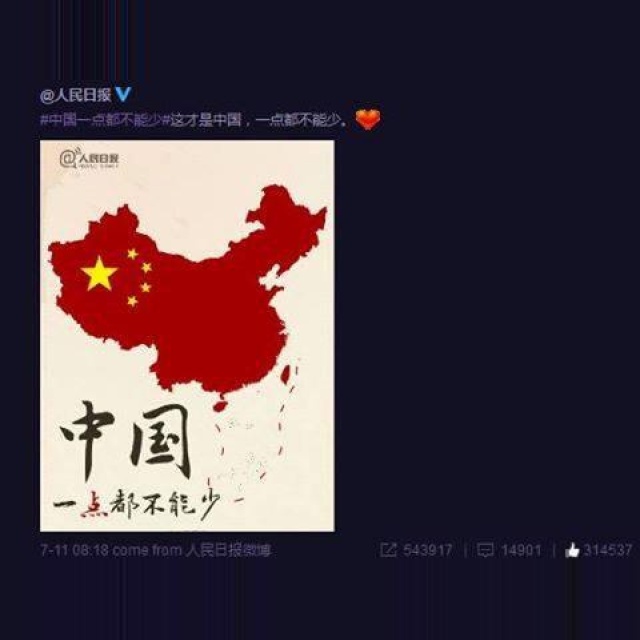 @人民日报
#中国一点都不能少#这才是中国，一点都不能少。
@人民日报
中国
一点都不能少
7-11 08:18 come from 人民日报微博 543917 | 14901 | 314537